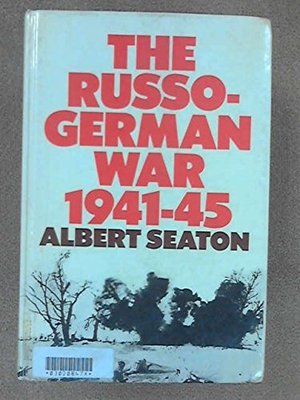 THE
RUSSO-
GERMAN
WAR
1941-45
ALBERT SEATON